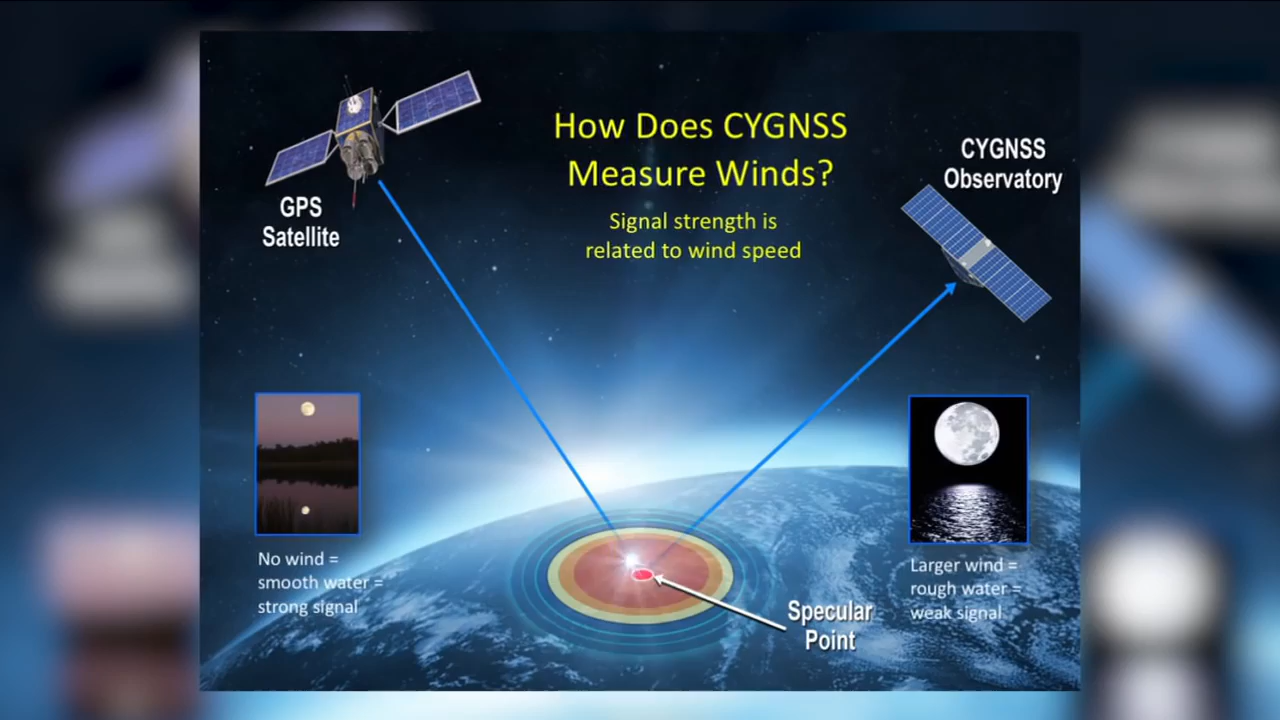 How Does CYGNSS
Measure Winds?
Signal strength is
related to wind speed
GPS
Satellite
CYGNSS
Observatory
No wind =
smooth water =
strong signal
Larger wind =
rough water =
weak signal
Specular
Point